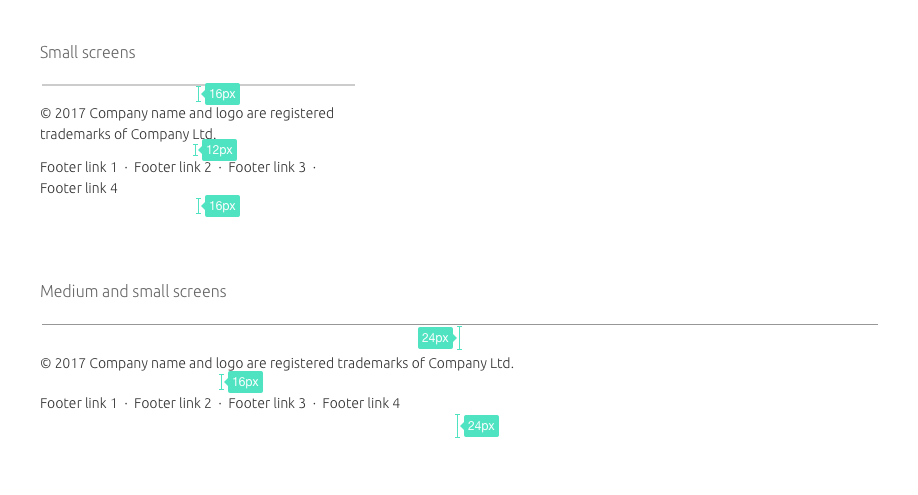 Small screens
16px
© 2017 Company name and logo are registered
trademarks of Company Ltd.
12px
Footer link 1 · Footer link 2 · Footer link 3 ·
Footer link 4
16px
Medium and small screens
24px
© 2017 Company name and logo are registered trademarks of Company Ltd.
16px
Footer link 1 · Footer link 2 · Footer link 3 · Footer link 4
24px